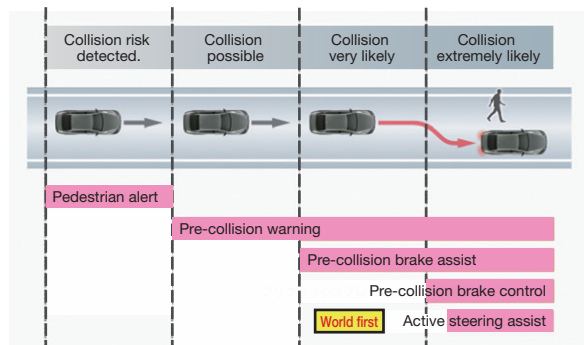 Collision risk
detected.
Collision
possible
Collision
very likely
Collision
extremely likely
Pedestrian alert
Pre-collision warning
Pre-collision brake assist
Pre-collision brake control
World first
Active steering assist